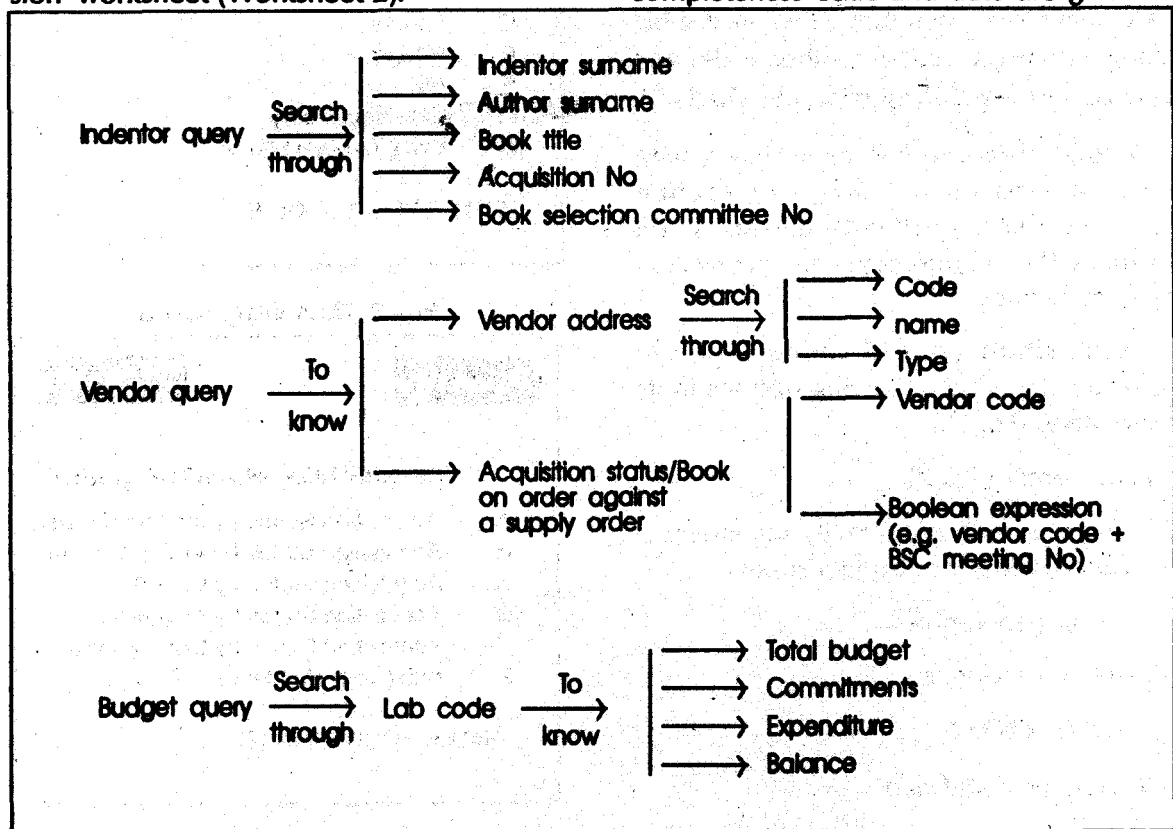 Indentor surname
Author surname
Search
Indentor query
through
Book title
Acquisition No
Book selection committee No
Code
Search
Vendor address
through
name
Type
To
Vendor query
know
Vendor code
Acquisition status/Book
on order against
a supply order
Boolean expression
(e.g. vendor code +
BSC meeting No)
Total budget
Search
To
Budget query
through
Lab code
know
Commitments
Expenditure
Balance